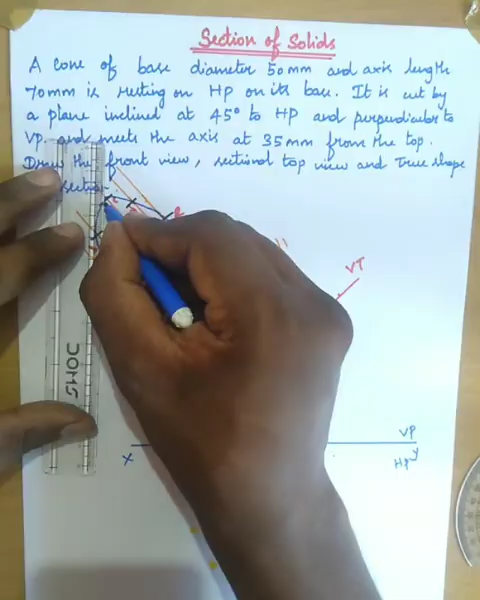 Section of Solids
A cone of base diameter 50mm and axis length
70mm is resting on HP on its base. It is cut by
a plane inclined at 45° to HP and perpendicular to
VP and meets the axis at 35mm from the top.
Draw the front view, sectional top view and True shape
section
VT
DOMS
X
VP
HP
y